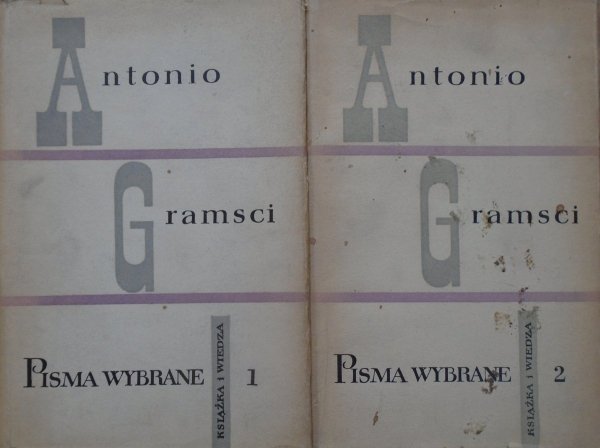 Antonio
Gramsci
PISMA WYBRANE
KSIĄŻKA I WIEDZA
1
Antonio
Gramsci
PISMA WYBRANE
KSIĄŻKA I WIEDZA
2